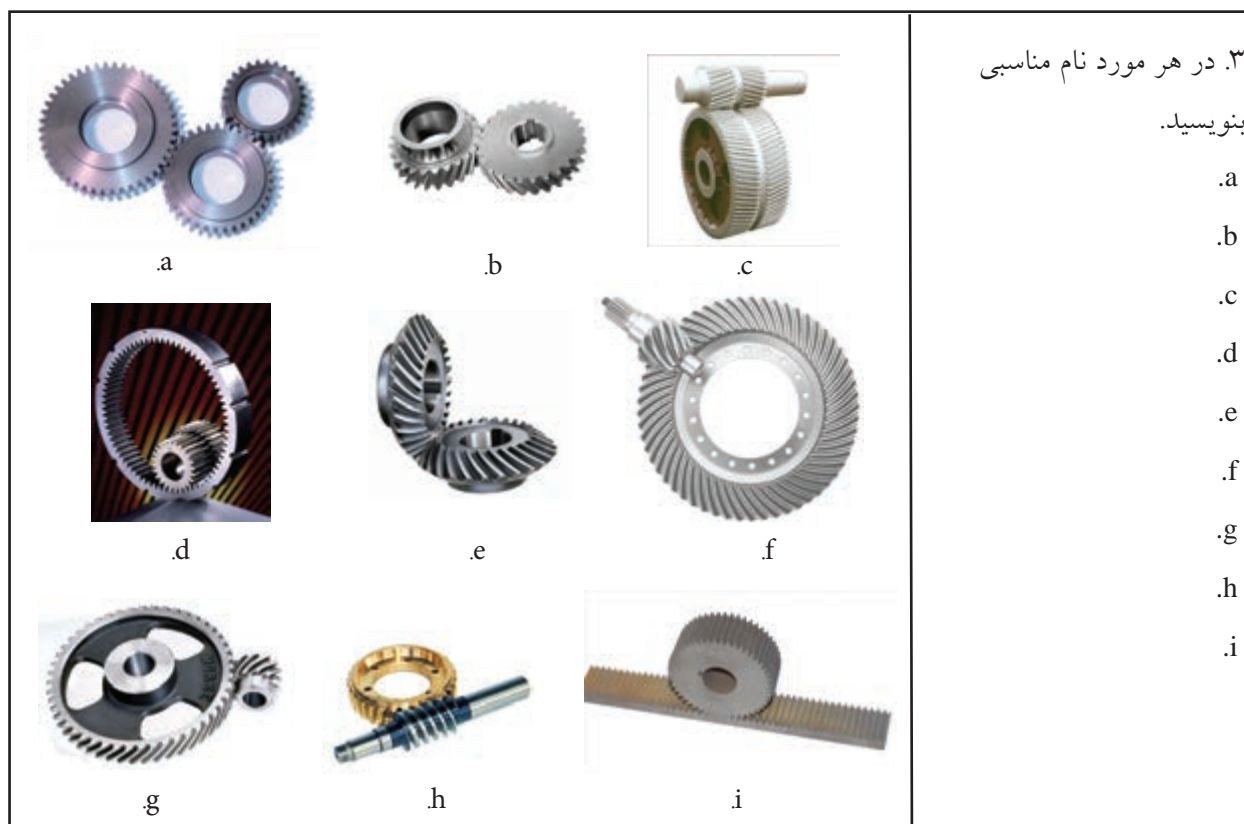 ۳. در هر مورد نام مناسبی
بنویسید.
a.
b.
c.
d.
e.
f.
g.
h.
i.
a.
b.
c.
d.
e.
f.
g.
h.
i.